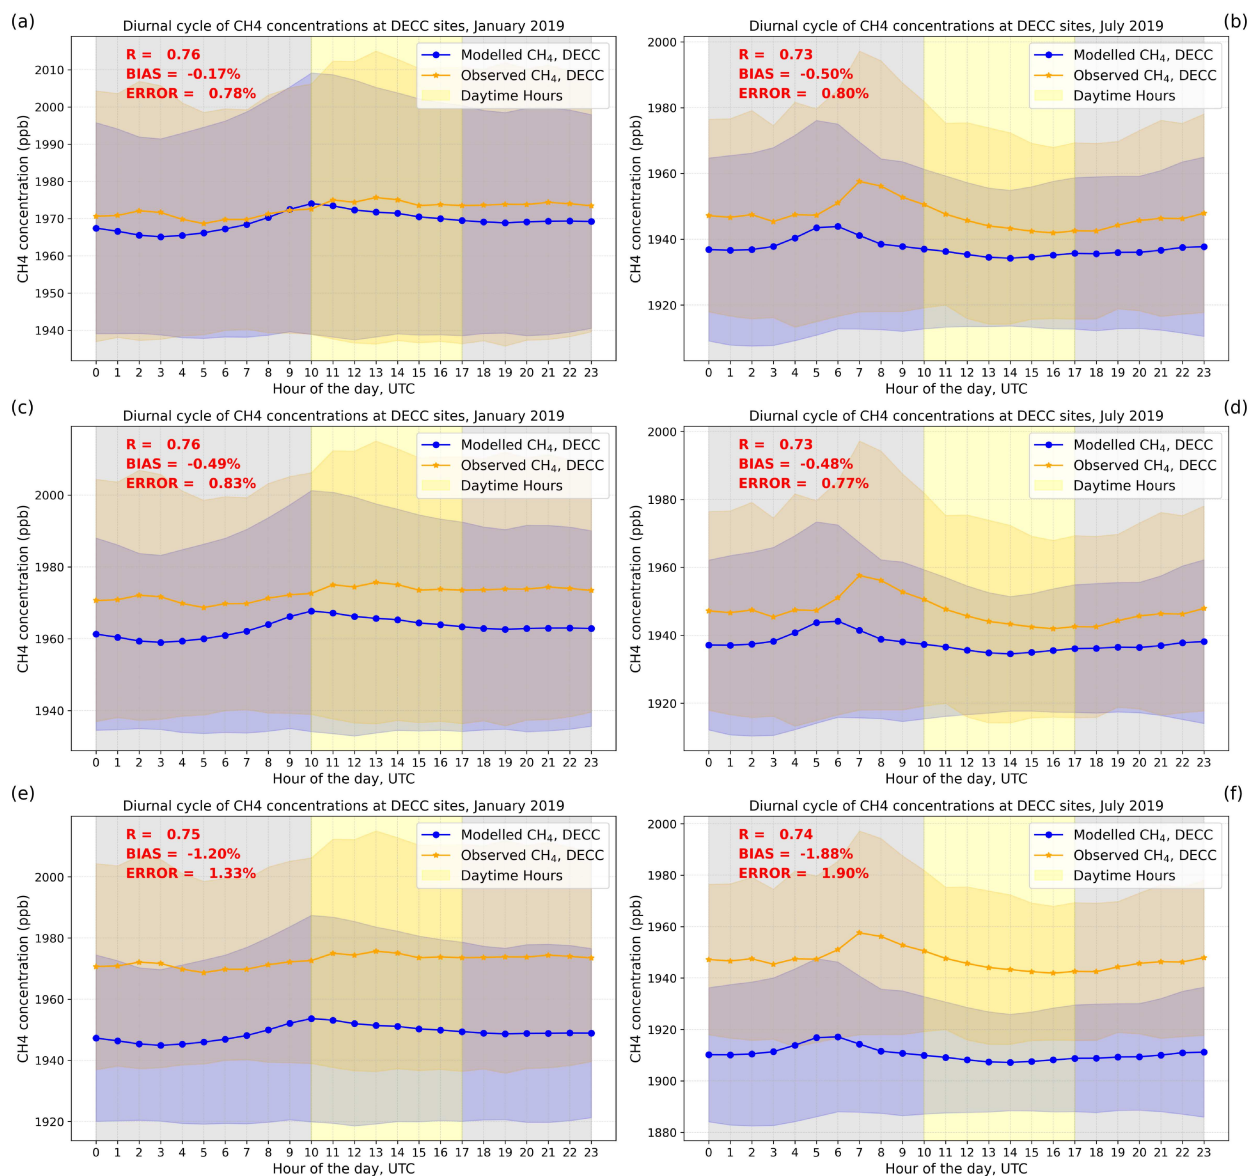 (a)
Diurnal cycle of CH4 concentrations at DECC sites, January 2019
R = 0.76
BIAS = -0.17%
ERROR = 0.78%
Modelled CH₄, DECC
Observed CH₄, DECC
Daytime Hours
CH4 concentration (ppb)
2010
2000
1990
1980
1970
1960
1950
1940
0 1 2 3 4 5 6 7 8 9 10 11 12 13 14 15 16 17 18 19 20 21 22 23
Hour of the day, UTC
(b)
Diurnal cycle of CH4 concentrations at DECC sites, July 2019
R = 0.73
BIAS = -0.50%
ERROR = 0.80%
Modelled CH₄, DECC
Observed CH₄, DECC
Daytime Hours
CH4 concentration (ppb)
2000
1980
1960
1940
1920
0 1 2 3 4 5 6 7 8 9 10 11 12 13 14 15 16 17 18 19 20 21 22 23
Hour of the day, UTC
(c)
Diurnal cycle of CH4 concentrations at DECC sites, January 2019
R = 0.76
BIAS = -0.49%
ERROR = 0.83%
Modelled CH₄, DECC
Observed CH₄, DECC
Daytime Hours
CH4 concentration (ppb)
2000
1980
1960
1940
0 1 2 3 4 5 6 7 8 9 10 11 12 13 14 15 16 17 18 19 20 21 22 23
Hour of the day, UTC
(d)
Diurnal cycle of CH4 concentrations at DECC sites, July 2019
R = 0.73
BIAS = -0.48%
ERROR = 0.77%
Modelled CH₄, DECC
Observed CH₄, DECC
Daytime Hours
CH4 concentration (ppb)
2000
1980
1960
1940
1920
0 1 2 3 4 5 6 7 8 9 10 11 12 13 14 15 16 17 18 19 20 21 22 23
Hour of the day, UTC
(e)
Diurnal cycle of CH4 concentrations at DECC sites, January 2019
R = 0.75
BIAS = -1.20%
ERROR = 1.33%
Modelled CH₄, DECC
Observed CH₄, DECC
Daytime Hours
CH4 concentration (ppb)
2000
1980
1960
1940
1920
0 1 2 3 4 5 6 7 8 9 10 11 12 13 14 15 16 17 18 19 20 21 22 23
Hour of the day, UTC
(f)
Diurnal cycle of CH4 concentrations at DECC sites, July 2019
R = 0.74
BIAS = -1.88%
ERROR = 1.90%
Modelled CH₄, DECC
Observed CH₄, DECC
Daytime Hours
CH4 concentration (ppb)
2000
1980
1960
1940
1920
1900
1880
0 1 2 3 4 5 6 7 8 9 10 11 12 13 14 15 16 17 18 19 20 21 22 23
Hour of the day, UTC